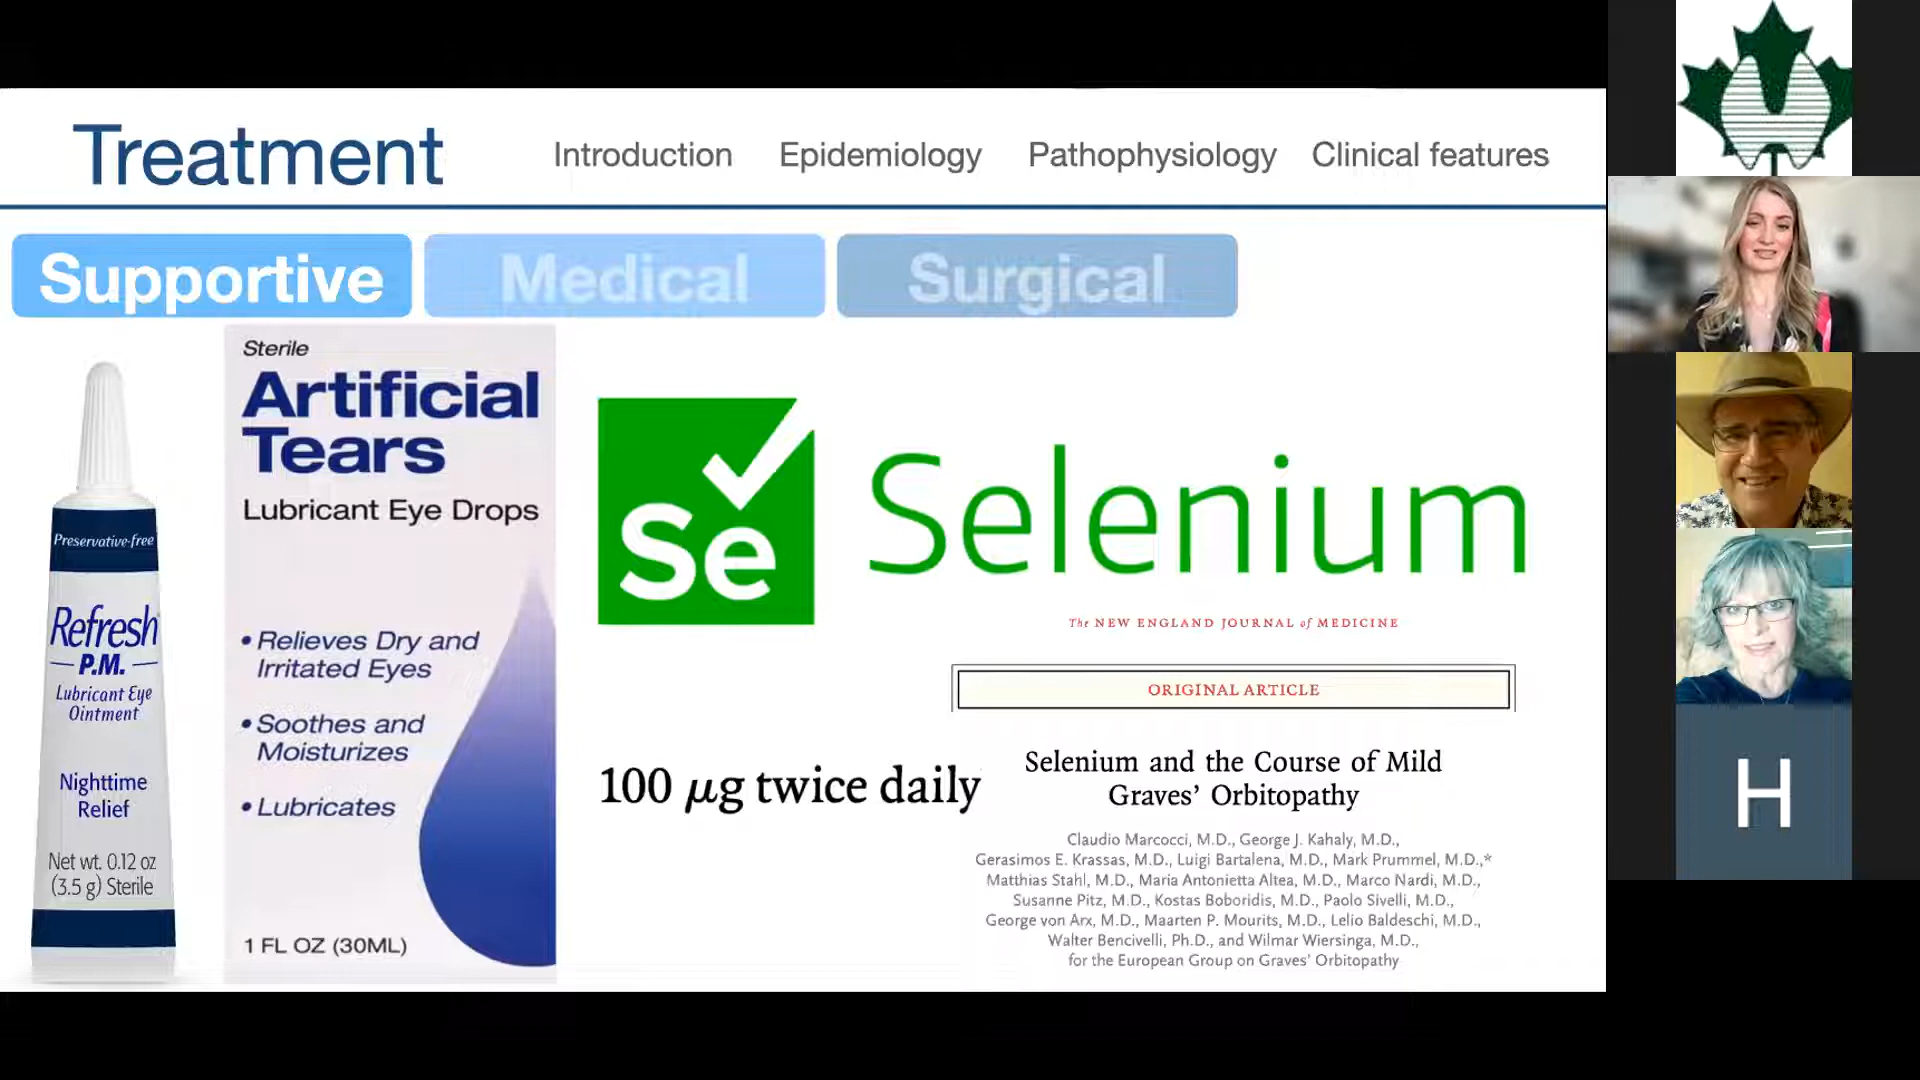 Treatment
Introduction
Epidemiology
Pathophysiology
Clinical features
Supportive
Medical
Surgical
Preservative-free
Refresh
P.M.
Lubricant Eye
Ointment
Nighttime
Relief
Net wt. 0.12 oz
(3.5 g) Sterile
Sterile
Artificial
Tears
Lubricant Eye Drops
• Relieves Dry and
Irritated Eyes
• Soothes and
Moisturizes
• Lubricates
1 FL OZ (30ML)
Se
Selenium
The NEW ENGLAND JOURNAL of MEDICINE
ORIGINAL ARTICLE
100 µg twice daily
Selenium and the Course of Mild
Graves’ Orbitopathy
Claudio Marcocci, M.D., George J. Kahaly, M.D.,
Gerasimos E. Krassas, M.D., Luigi Bartalena, M.D., Mark Prummel, M.D.,*
Matthias Stahl, M.D., Maria Antonietta Altea, M.D., Marco Nardi, M.D.,
Susanne Pitz, M.D., Kostas Boboridis, M.D., Paolo Sivelli, M.D.,
George von Arx, M.D., Maarten P. Mourits, M.D., Lelio Baldeschi, M.D.,
Walter Bencivelli, Ph.D., and Wilmar Wiersinga, M.D.,
for the European Group on Graves’ Orbitopathy
H